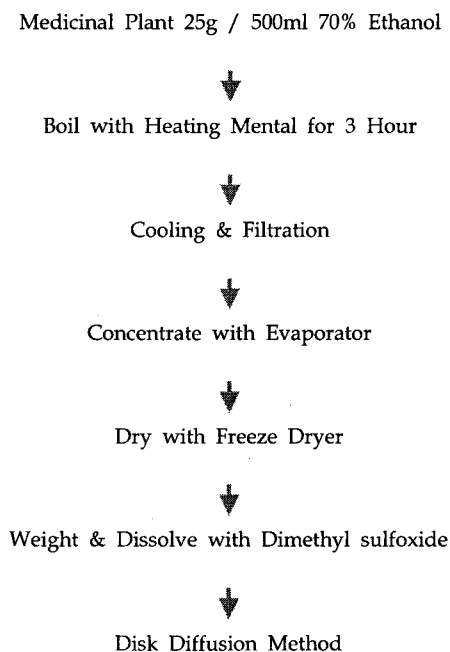 Medicinal Plant 25g / 500ml 70% Ethanol
Boil with Heating Mental for 3 Hour
Cooling & Filtration
Concentrate with Evaporator
Dry with Freeze Dryer
Weight & Dissolve with Dimethyl sulfoxide
Disk Diffusion Method